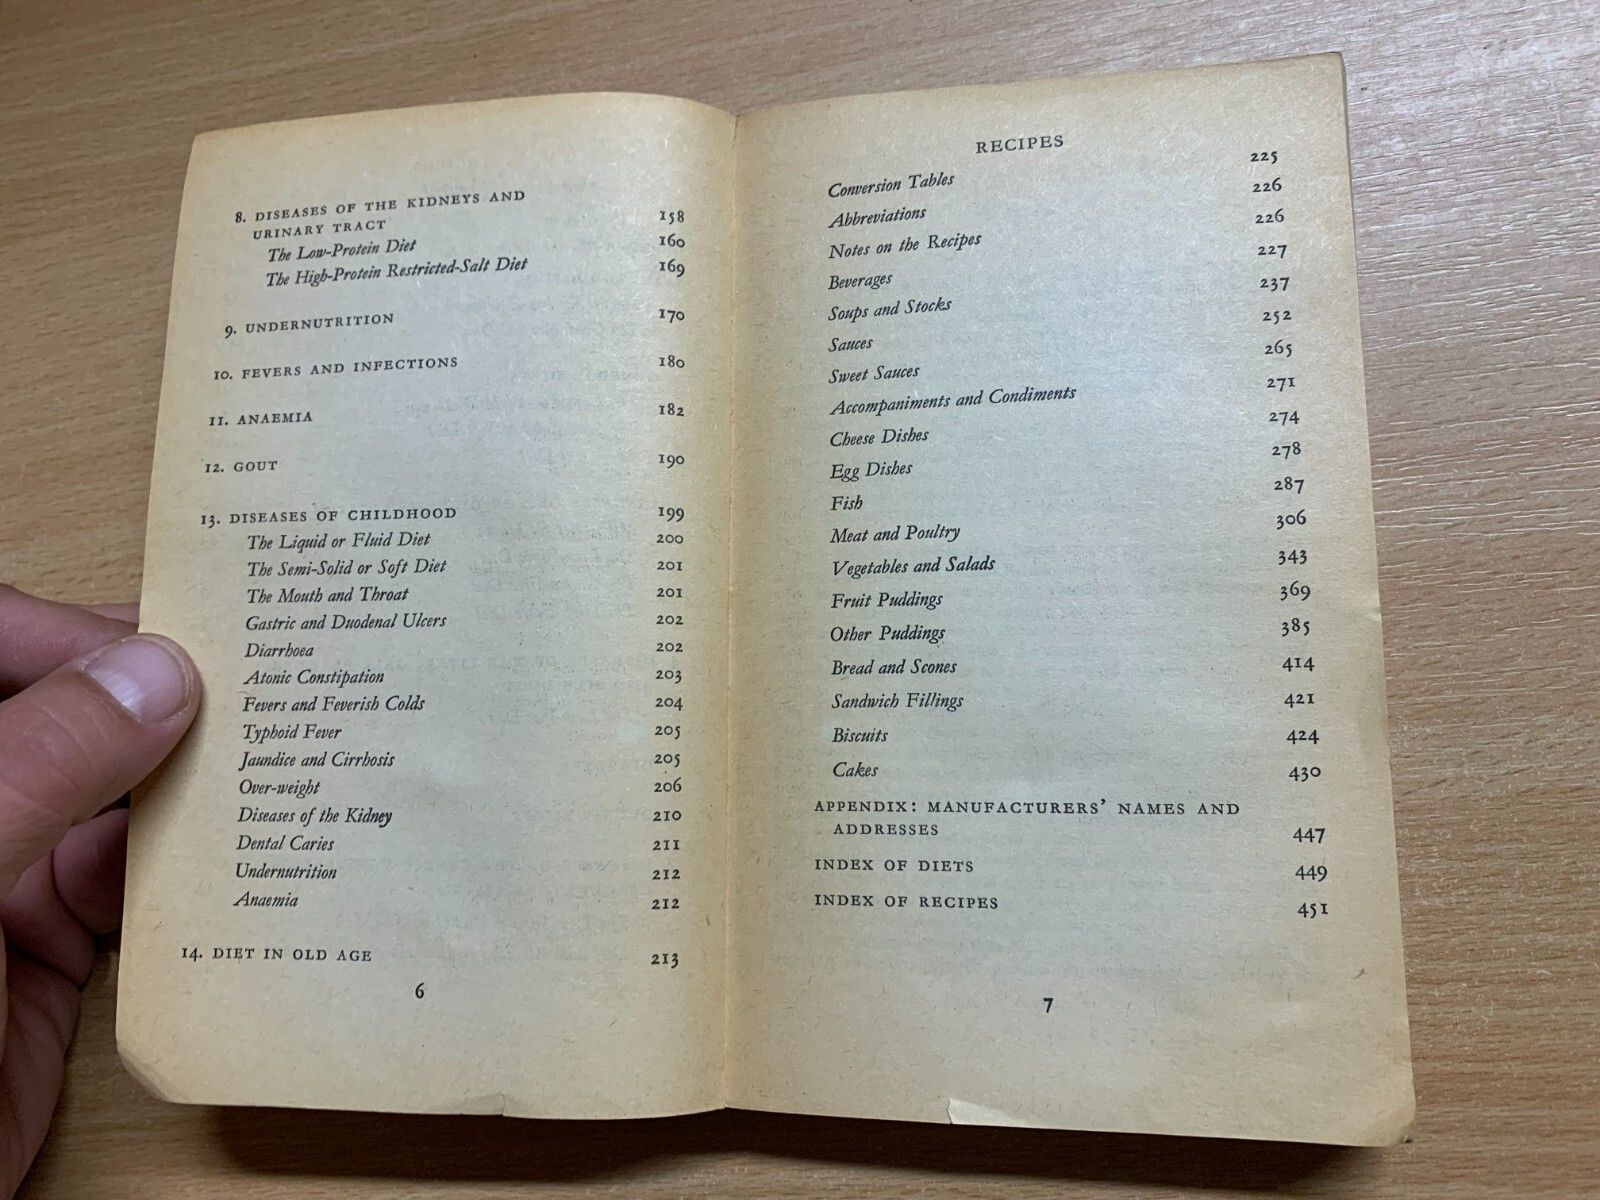 8. DISEASES OF THE KIDNEYS AND
URINARY TRACT 158
The Low-Protein Diet 160
The High-Protein Restricted-Salt Diet 169
9. UNDERNUTRITION 170
10. FEVERS AND INFECTIONS 180
11. ANAEMIA 182
12. GOUT 190
13. DISEASES OF CHILDHOOD 199
The Liquid or Fluid Diet 200
The Semi-Solid or Soft Diet 201
The Mouth and Throat 201
Gastric and Duodenal Ulcers 202
Diarrhoea 202
Atonic Constipation 203
Fevers and Feverish Colds 204
Typhoid Fever 205
Jaundice and Cirrhosis 205
Over-weight 206
Diseases of the Kidney 210
Dental Caries 211
Undernutrition 212
Anaemia 212
14. DIET IN OLD AGE 213
6
RECIPES
Conversion Tables 225
Abbreviations 226
Notes on the Recipes 226
Beverages 227
Soups and Stocks 237
Sauces 252
Sweet Sauces 265
Accompaniments and Condiments 271
Cheese Dishes 274
Egg Dishes 278
Fish 287
Meat and Poultry 306
Vegetables and Salads 343
Fruit Puddings 369
Other Puddings 385
Bread and Scones 414
Sandwich Fillings 421
Biscuits 424
Cakes 430
APPENDIX: MANUFACTURERS' NAMES AND
ADDRESSES 447
INDEX OF DIETS 449
INDEX OF RECIPES 451
7